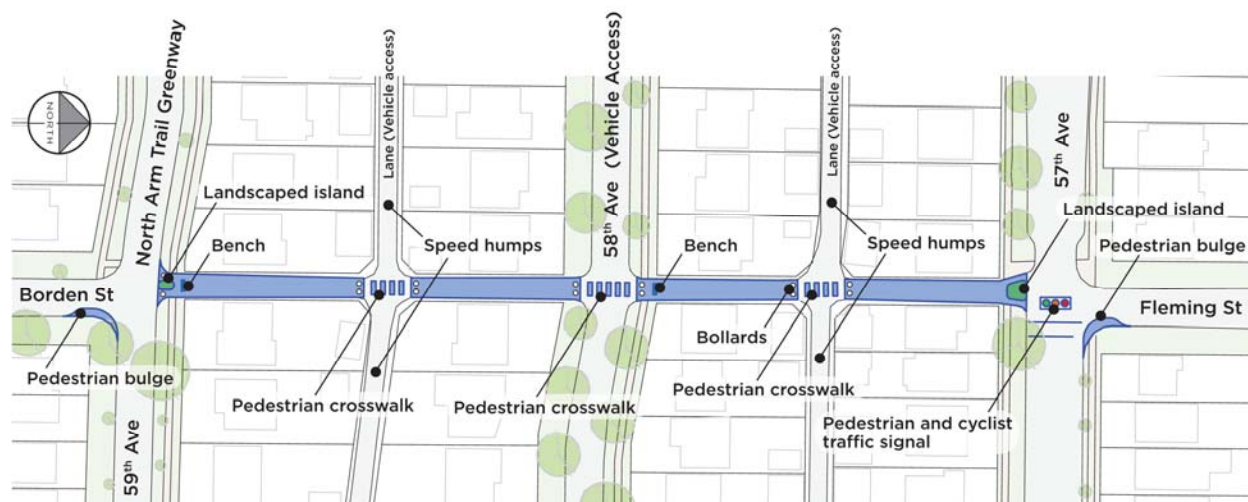 North Arm Trail Greenway
Lane (Vehicle access)
58th Ave (Vehicle Access)
Lane (Vehicle access)
57th Ave
NORTH
Landscaped island
Bench
Speed humps
Bench
Speed humps
Landscaped island
Pedestrian bulge
Borden St
Fleming St
Bollards
Pedestrian bulge
Pedestrian crosswalk
Pedestrian crosswalk
Pedestrian crosswalk
Pedestrian and cyclist
traffic signal
59th Ave